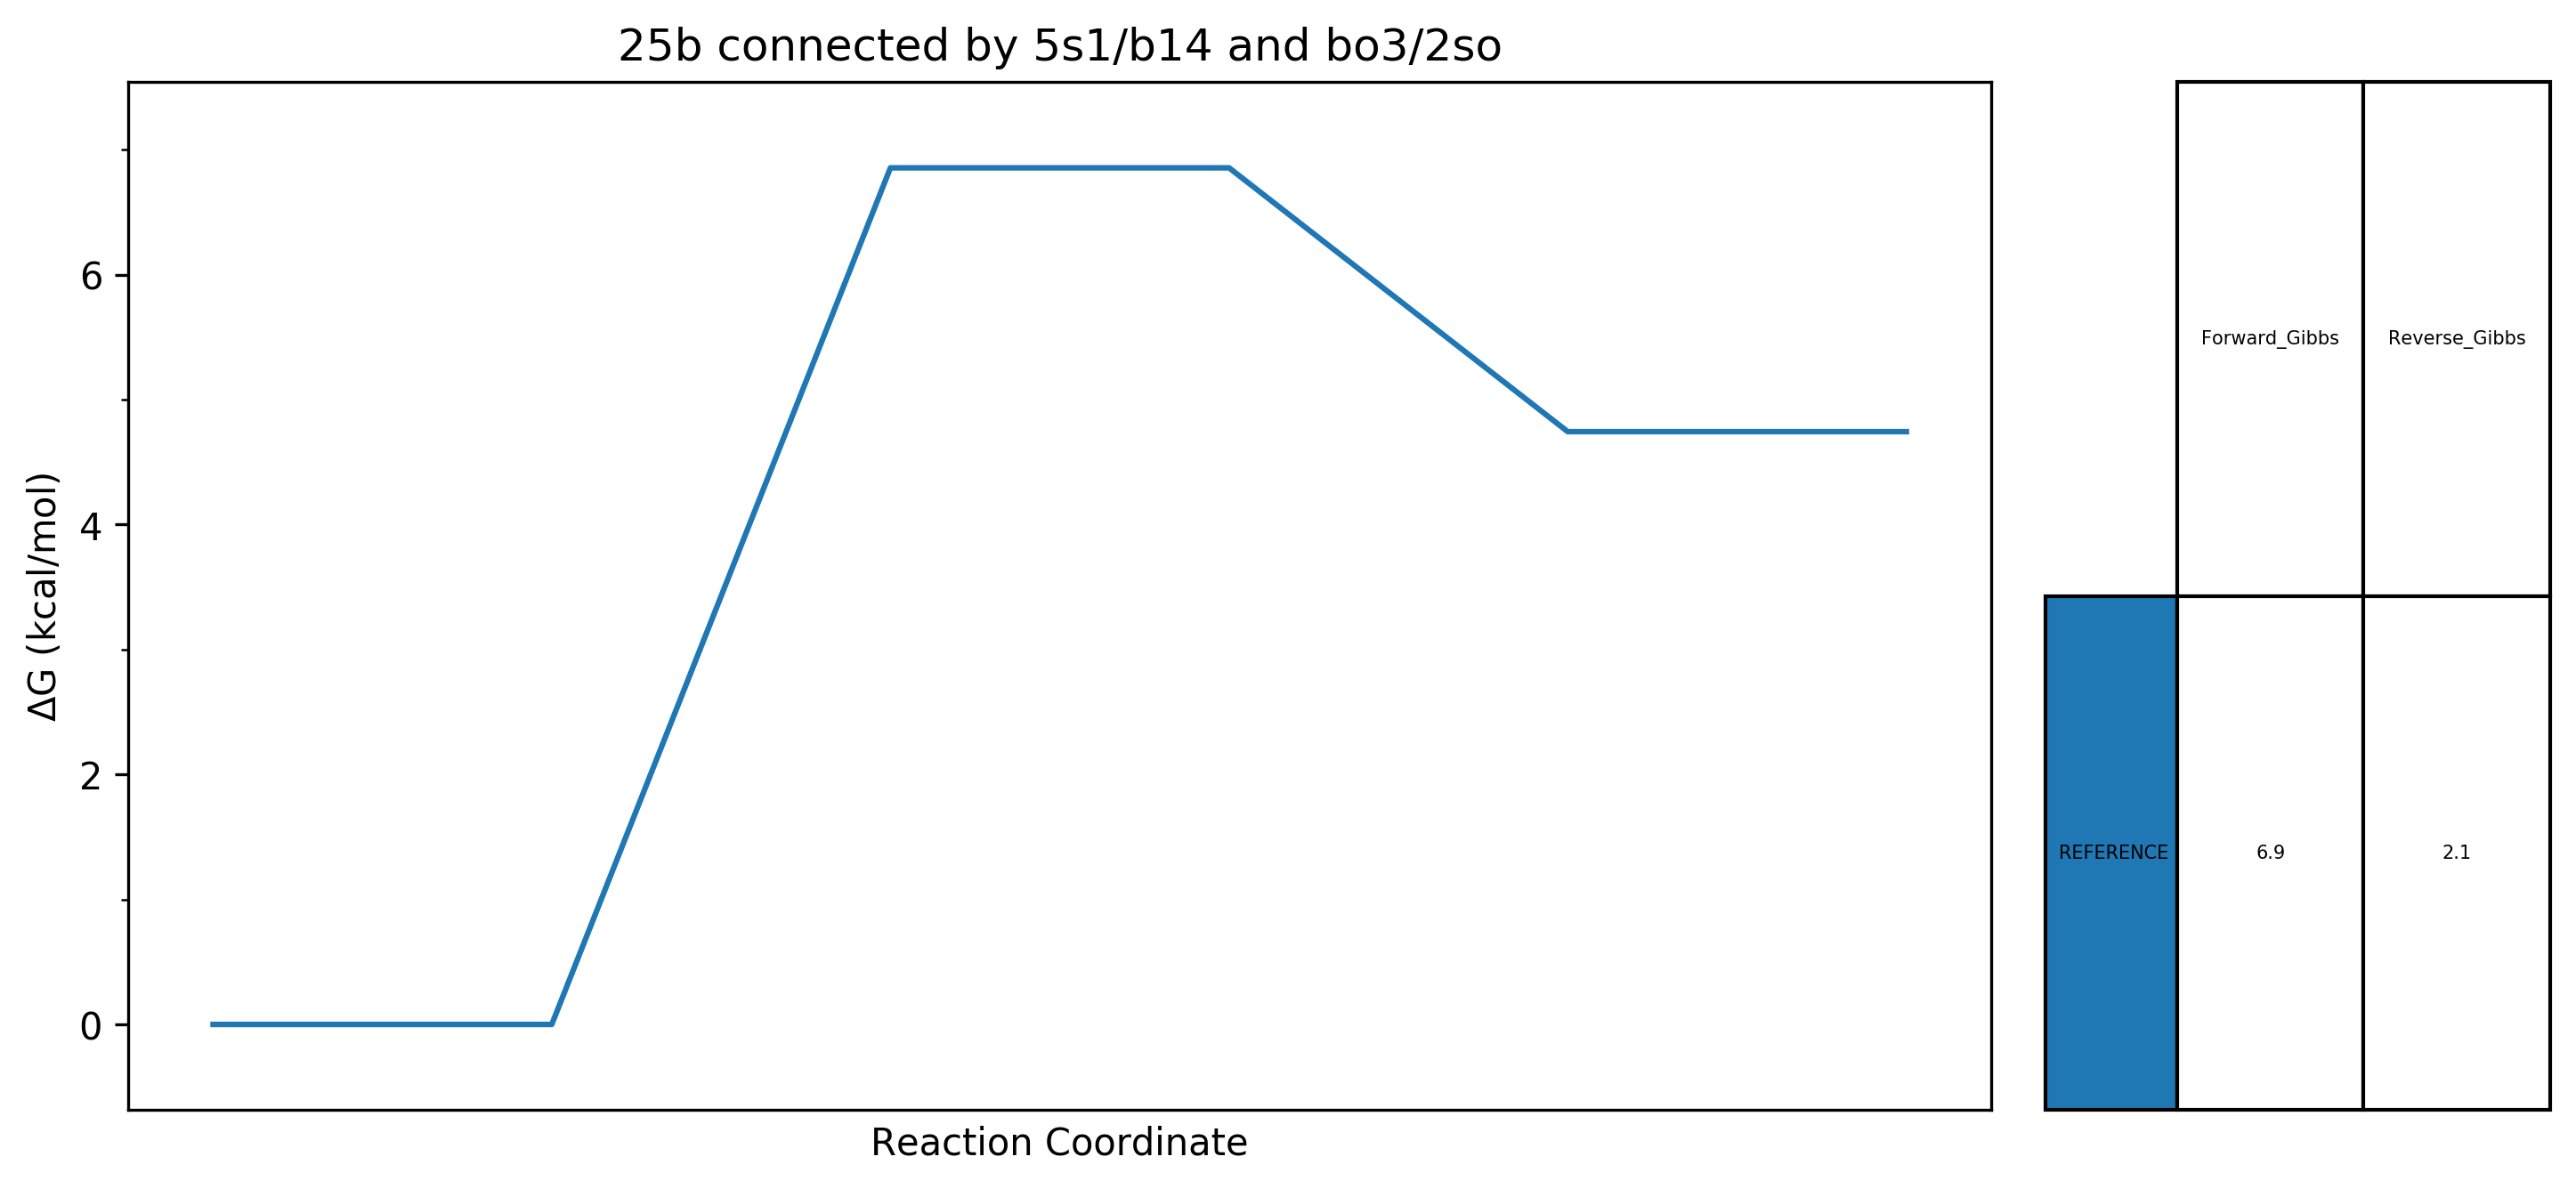 25b connected by 5s1/b14 and bo3/2so
ΔG (kcal/mol)
6
4
2
0
Reaction Coordinate
Forward_Gibbs Reverse_Gibbs
REFERENCE 6.9 2.1